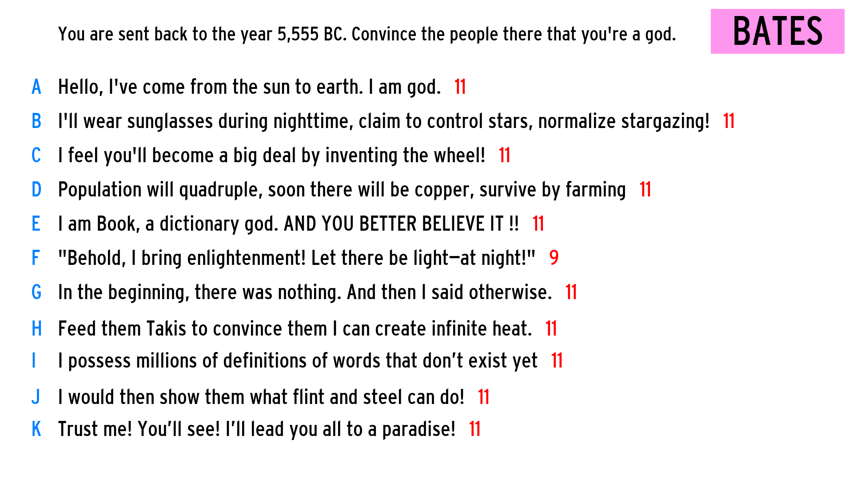 You are sent back to the year 5,555 BC. Convince the people there that you're a god.
BATES
A Hello, I've come from the sun to earth. I am god. 11
B I'll wear sunglasses during nighttime, claim to control stars, normalize stargazing! 11
C I feel you'll become a big deal by inventing the wheel! 11
D Population will quadruple, soon there will be copper, survive by farming 11
E I am Book, a dictionary god. AND YOU BETTER BELIEVE IT !! 11
F "Behold, I bring enlightenment! Let there be light—at night!" 9
G In the beginning, there was nothing. And then I said otherwise. 11
H Feed them Takis to convince them I can create infinite heat. 11
I I possess millions of definitions of words that don’t exist yet 11
J I would then show them what flint and steel can do! 11
K Trust me! You’ll see! I’ll lead you all to a paradise! 11